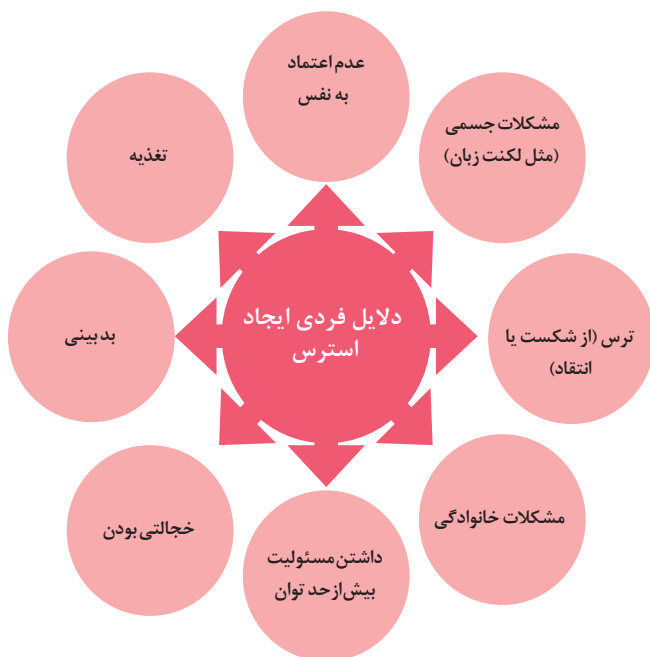 دلایل فردی ایجاد
استرس
عدم اعتماد
به نفس
مشکلات جسمی
(مثل لکنت زبان)
ترس (از شکست یا
انتقاد)
مشکلات خانوادگی
داشتن مسئولیت
بیش از حد توان
خجالتی بودن
بدبینی
تغذیه